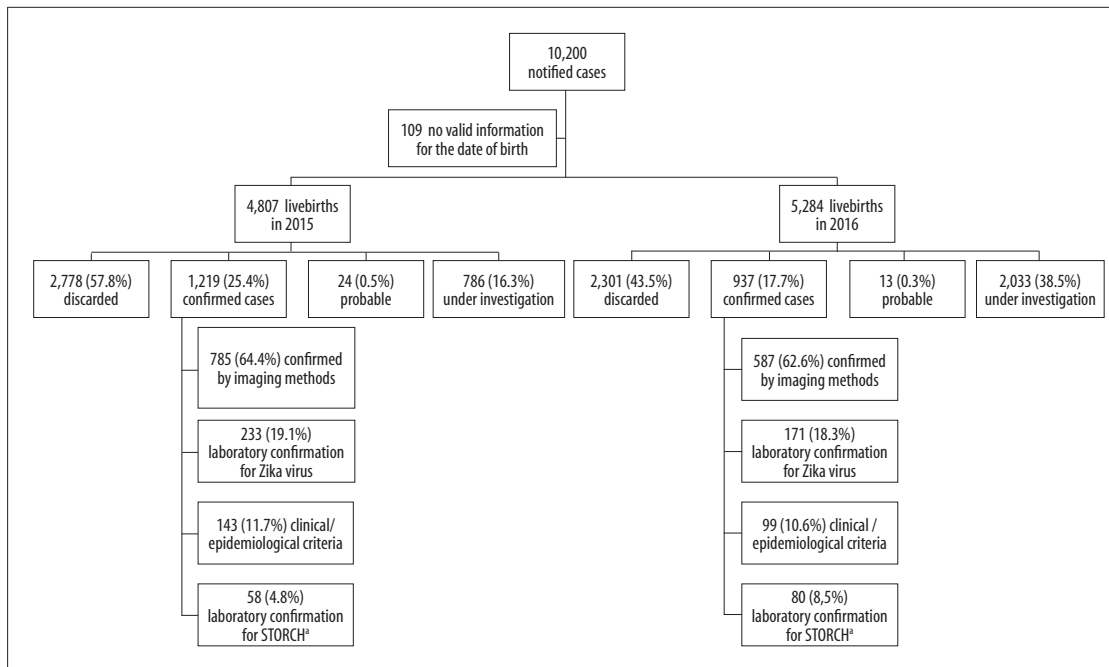 10,200
notified cases
109 no valid information
for the date of birth
4,807 livebirths
in 2015
5,284 livebirths
in 2016
2,778 (57.8%)
discarded
1,219 (25.4%)
confirmed cases
24 (0.5%)
probable
786 (16.3%)
under investigation
2,301 (43.5%)
discarded
937 (17.7%)
confirmed cases
13 (0.3%)
probable
2,033 (38.5%)
under investigation
785 (64.4%) confirmed
by imaging methods
233 (19.1%)
laboratory confirmation
for Zika virus
143 (11.7%) clinical/
epidemiological criteria
58 (4.8%)
laboratory confirmation
for STORCHª
587 (62.6%) confirmed
by imaging methods
171 (18.3%)
laboratory confirmation
for Zika virus
99 (10.6%) clinical /
epidemiological criteria
80 (8,5%)
laboratory confirmation
for STORCHª